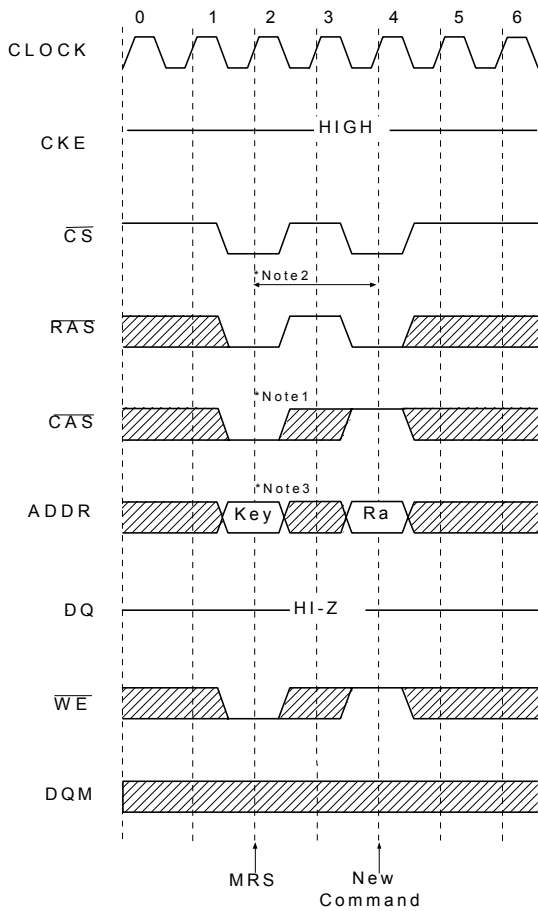 0 1 2 3 4 5 6
CLOCK
HIGH
CKE
CS
*Note2
RAS
*Note1
CAS
*Note3
ADDR Key Ra
DQ HI-Z
WE
DQM
MRS New
Command